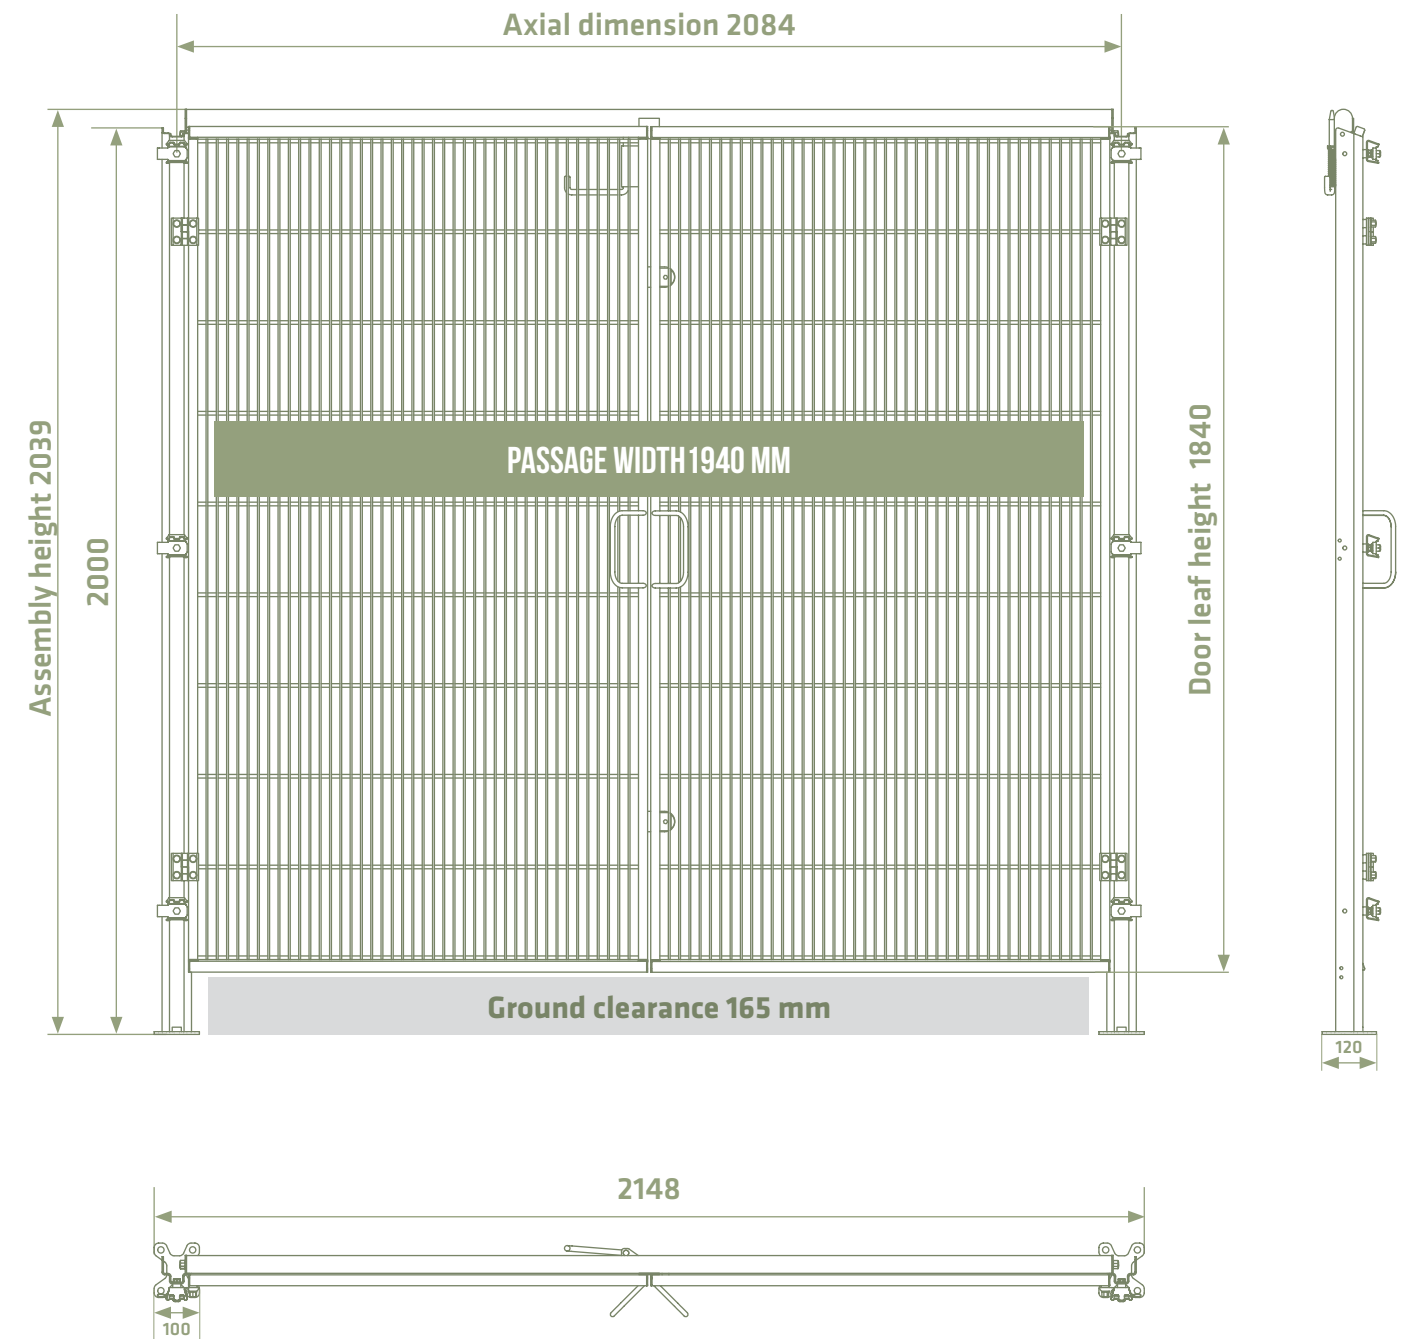 Axial dimension 2084
Assembly height 2039
2000
PASSAGE WIDTH 1940 MM
Door leaf height 1840
Ground clearance 165 mm
120
2148
100